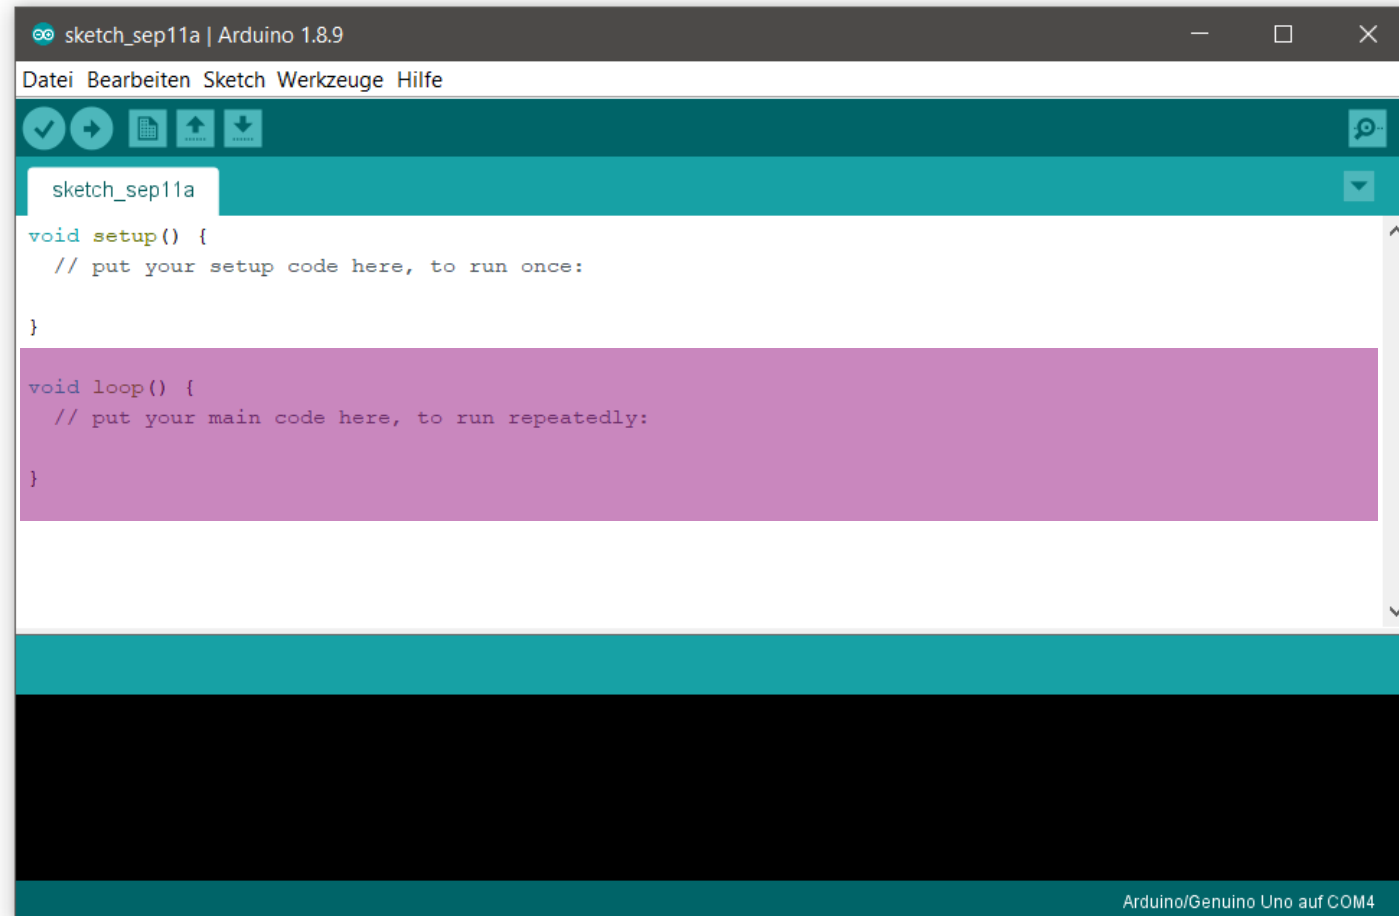 sketch_sep11a | Arduino 1.8.9
Datei Bearbeiten Sketch Werkzeuge Hilfe
sketch_sep11a
void setup() {
  // put your setup code here, to run once:
}
void loop() {
  // put your main code here, to run repeatedly:
}
Arduino/Genuino Uno auf COM4